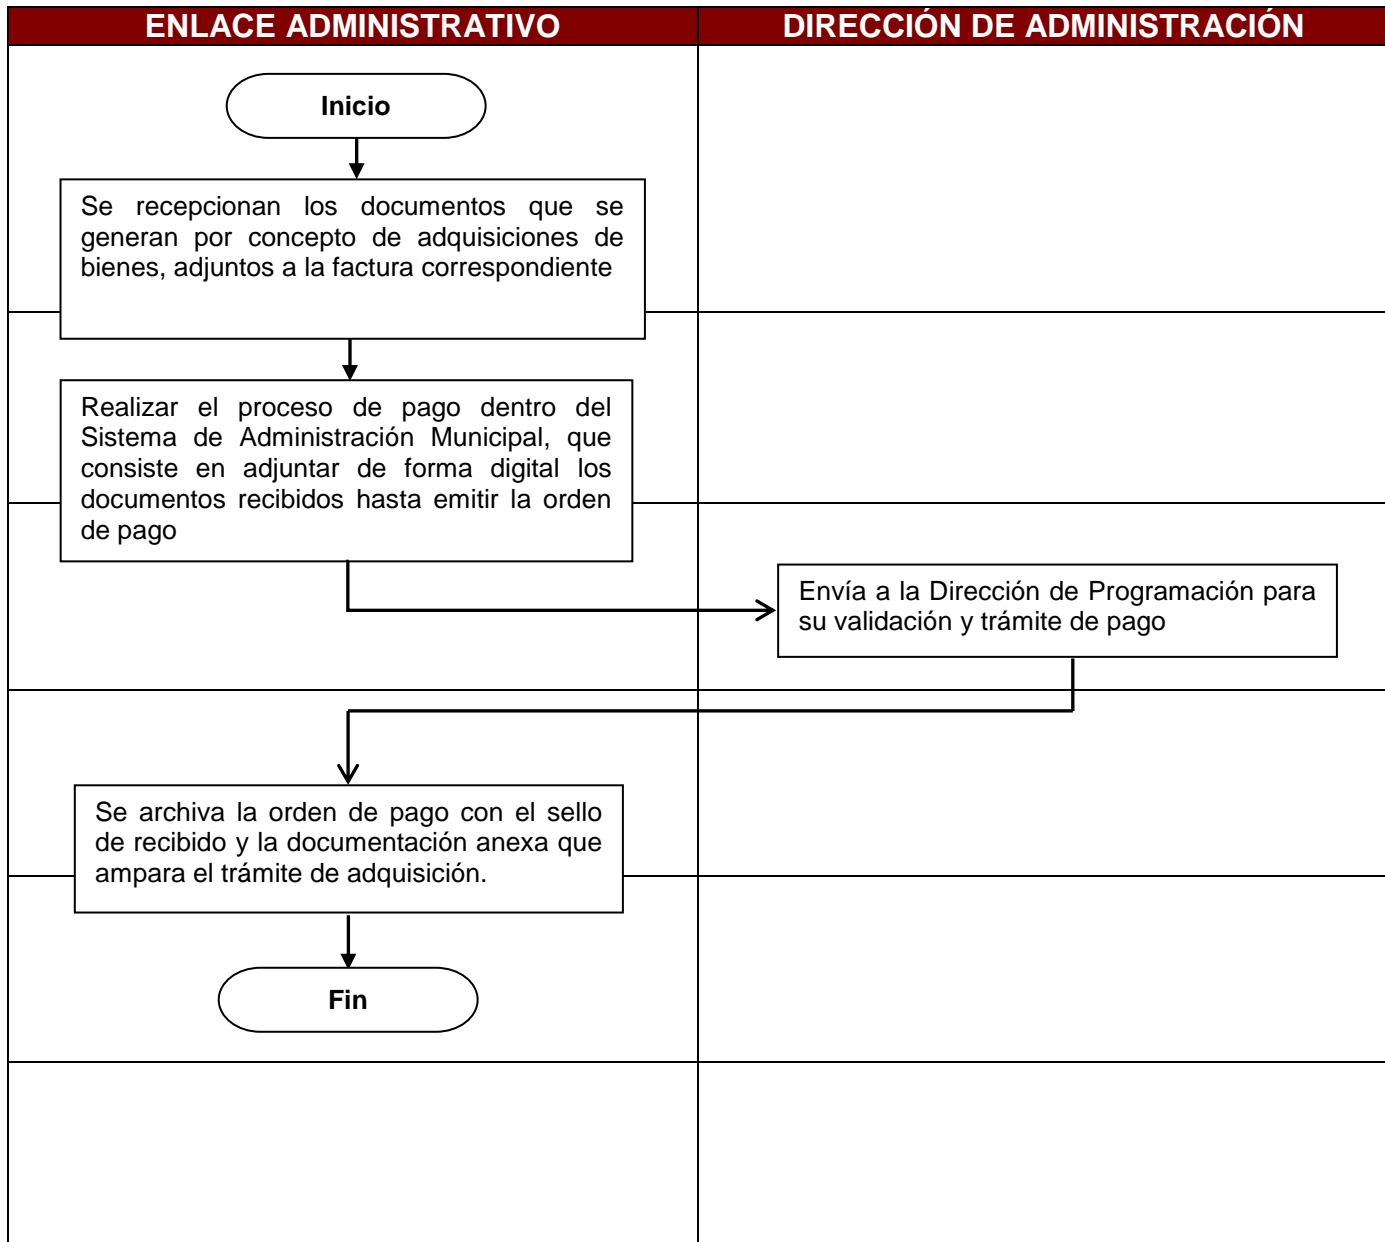 ENLACE ADMINISTRATIVO
DIRECCIÓN DE ADMINISTRACIÓN
Inicio
Se recepcionan los documentos que se
generan por concepto de adquisiciones de
bienes, adjuntos a la factura correspondiente
Realizar el proceso de pago dentro del
Sistema de Administración Municipal, que
consiste en adjuntar de forma digital los
documentos recibidos hasta emitir la orden
de pago
Envía a la Dirección de Programación para
su validación y trámite de pago
Se archiva la orden de pago con el sello
de recibido y la documentación anexa que
ampara el trámite de adquisición.
Fin